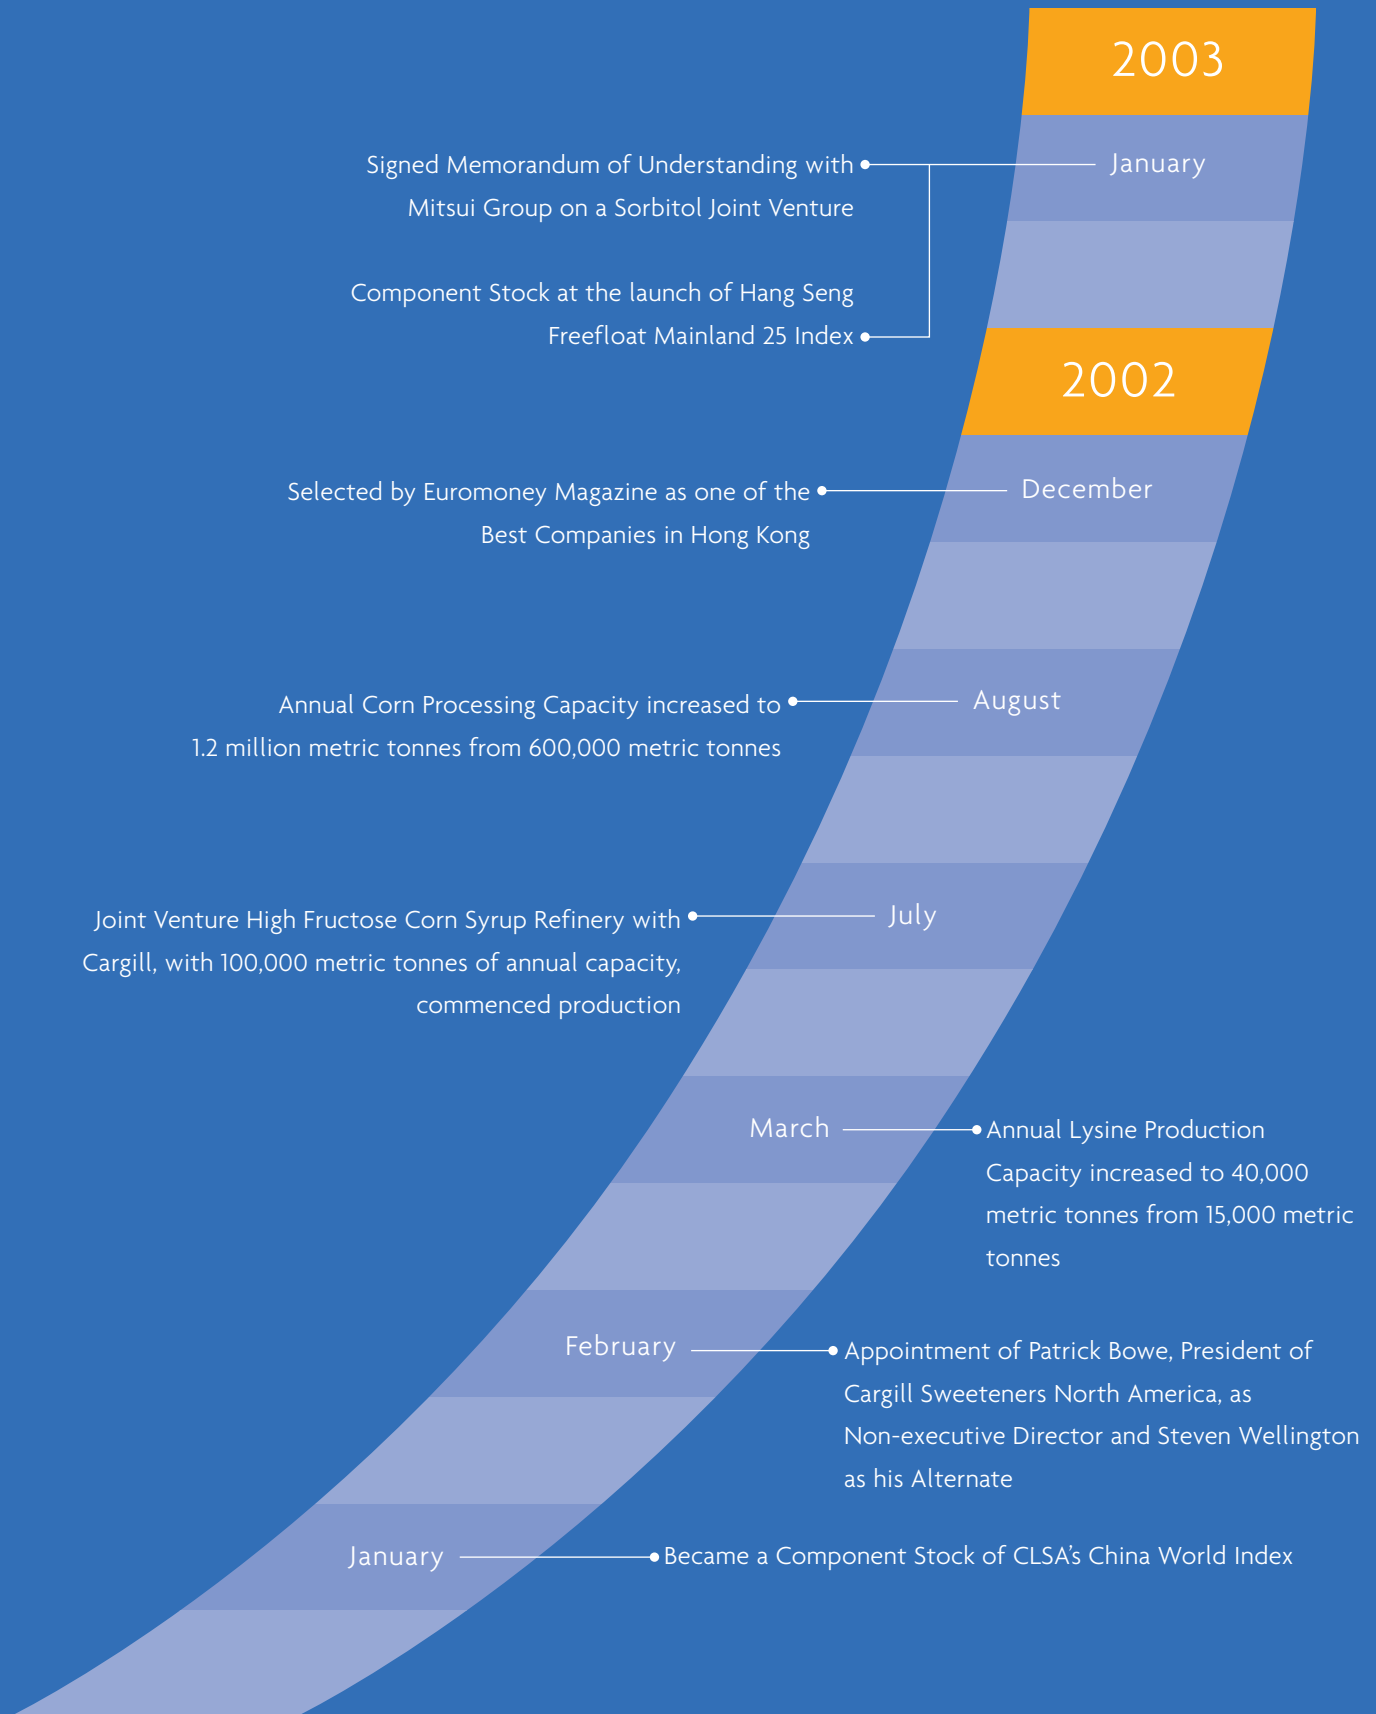 2003
January
Signed Memorandum of Understanding with
Mitsui Group on a Sorbitol Joint Venture
Component Stock at the launch of Hang Seng
Freefloat Mainland 25 Index
2002
December
Selected by Euromoney Magazine as one of the
Best Companies in Hong Kong
August
Annual Corn Processing Capacity increased to
1.2 million metric tonnes from 600,000 metric tonnes
July
Joint Venture High Fructose Corn Syrup Refinery with
Cargill, with 100,000 metric tonnes of annual capacity,
commenced production
March
Annual Lysine Production
Capacity increased to 40,000
metric tonnes from 15,000 metric
tonnes
February
Appointment of Patrick Bowe, President of
Cargill Sweeteners North America, as
Non-executive Director and Steven Wellington
as his Alternate
January
Became a Component Stock of CLSA’s China World Index